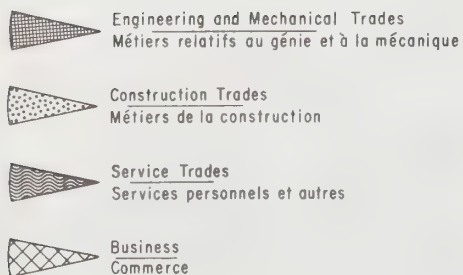 Engineering and Mechanical Trades
Métiers relatifs au génie et à la mécanique
Construction Trades
Métiers de la construction
Service Trades
Services personnels et autres
Business
Commerce